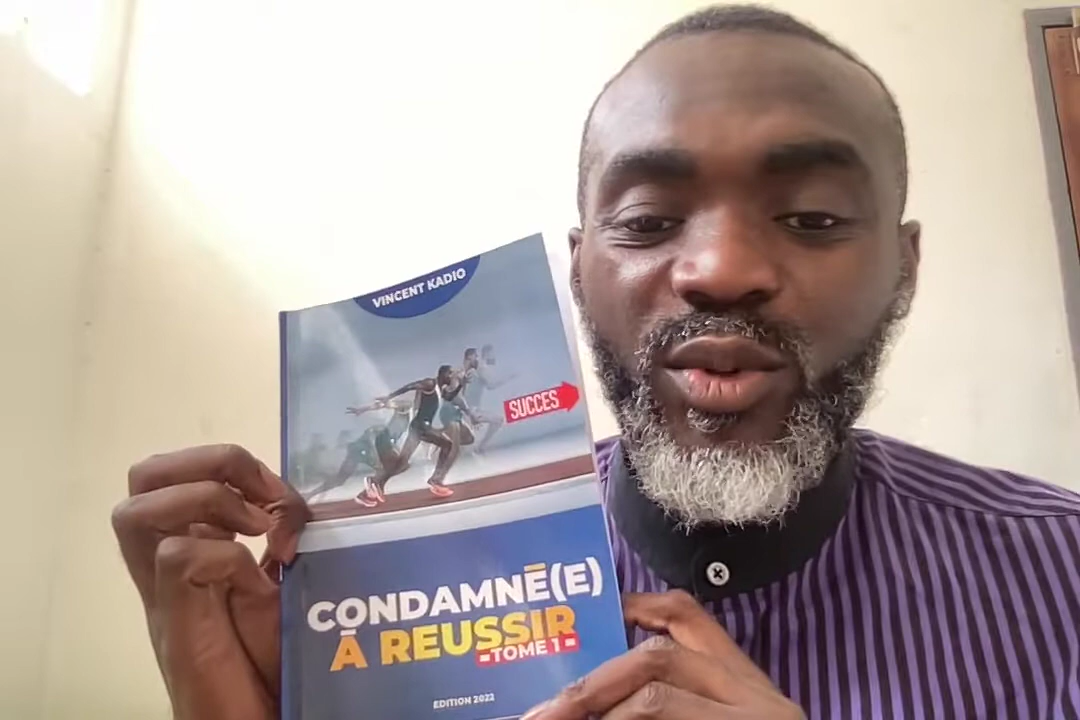 VINCENT KADIO
SUCCES
CONDAMNÉ(E)
À REUSSIR
TOME 1
EDITION 2022